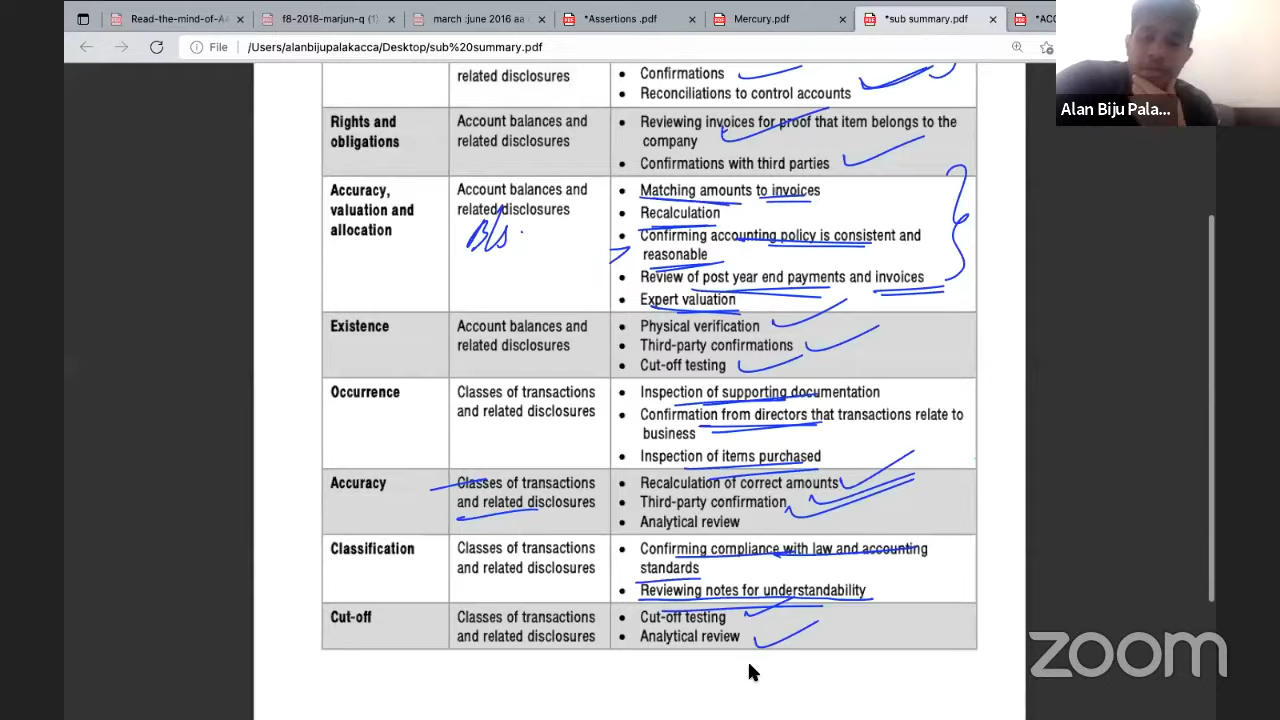 Read-the-mind-of-A
f8-2018-marjun-q (1)
march :june 2016 aa
*Assertions .pdf
Mercury.pdf
*sub summary.pdf
*AC
File
/Users/alanbijupalakacca/Desktop/sub%20summary.pdf
Alan Biju Pala...
related disclosures
Confirmations
Reconciliations to control accounts
Rights and
obligations
Account balances and
related disclosures
Reviewing invoices for proof that item belongs to the
company
Confirmations with third parties
Accuracy,
valuation and
allocation
Account balances and
related disclosures
B/s.
Matching amounts to invoices
Recalculation
Confirming accounting policy is consistent and
reasonable
Review of post year end payments and invoices
Expert valuation
Existence
Account balances and
related disclosures
Physical verification
Third-party confirmations
Cut-off testing
Occurrence
Classes of transactions
and related disclosures
Inspection of supporting documentation
Confirmation from directors that transactions relate to
business
Inspection of items purchased
Accuracy
Classes of transactions
and related disclosures
Recalculation of correct amounts
Third-party confirmation
Analytical review
Classification
Classes of transactions
and related disclosures
Confirming compliance with law and accounting
standards
Reviewing notes for understandability
Cut-off
Classes of transactions
and related disclosures
Cut-off testing
Analytical review
zoom